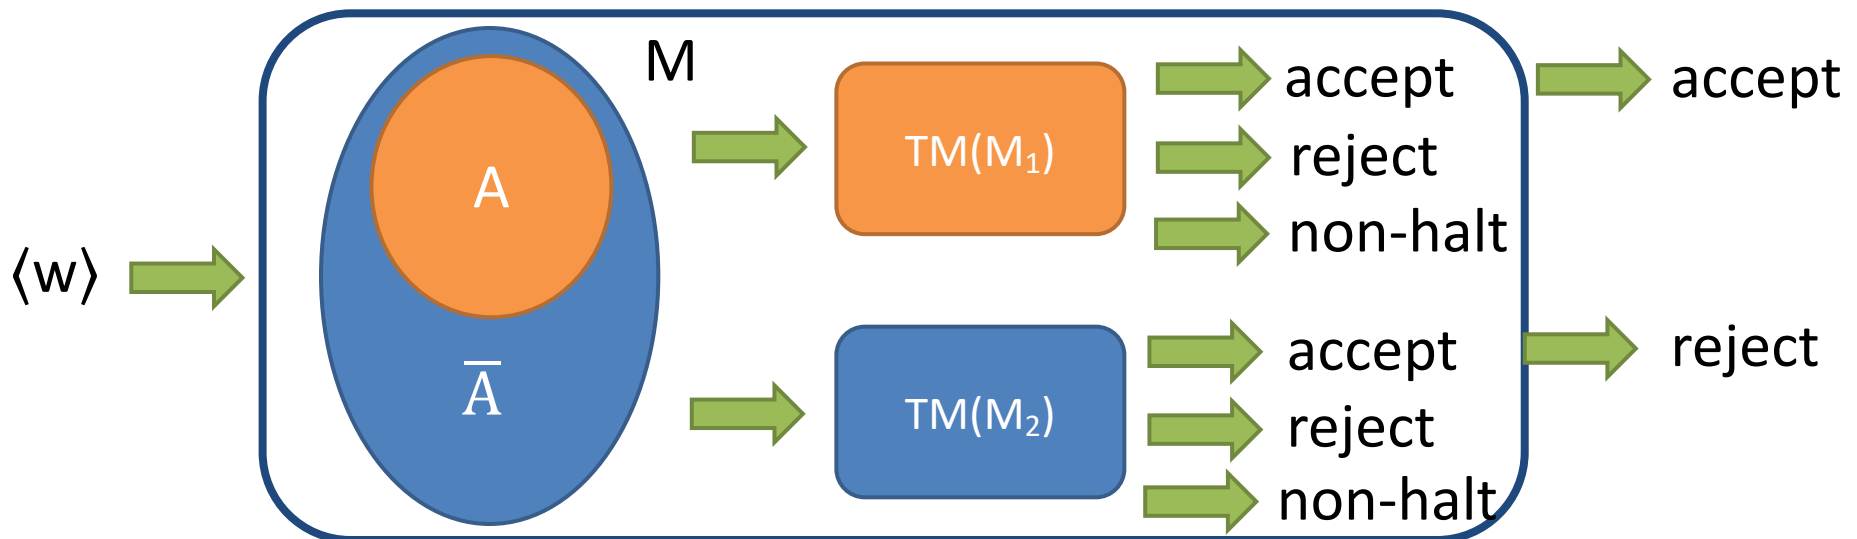 M
⟨w⟩
A
A̅
TM(M₁)
accept
reject
non-halt
TM(M₂)
accept
reject
non-halt
accept
reject